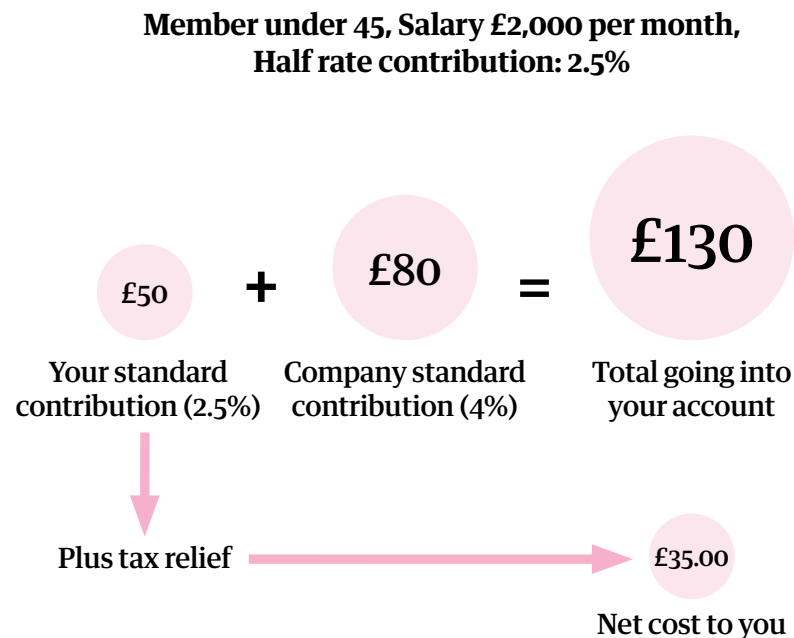 Member under 45, Salary £2,000 per month,
Half rate contribution: 2.5%
£50
+
£80
=
£130
Your standard
contribution (2.5%)
Company standard
contribution (4%)
Total going into
your account
Plus tax relief
£35.00
Net cost to you